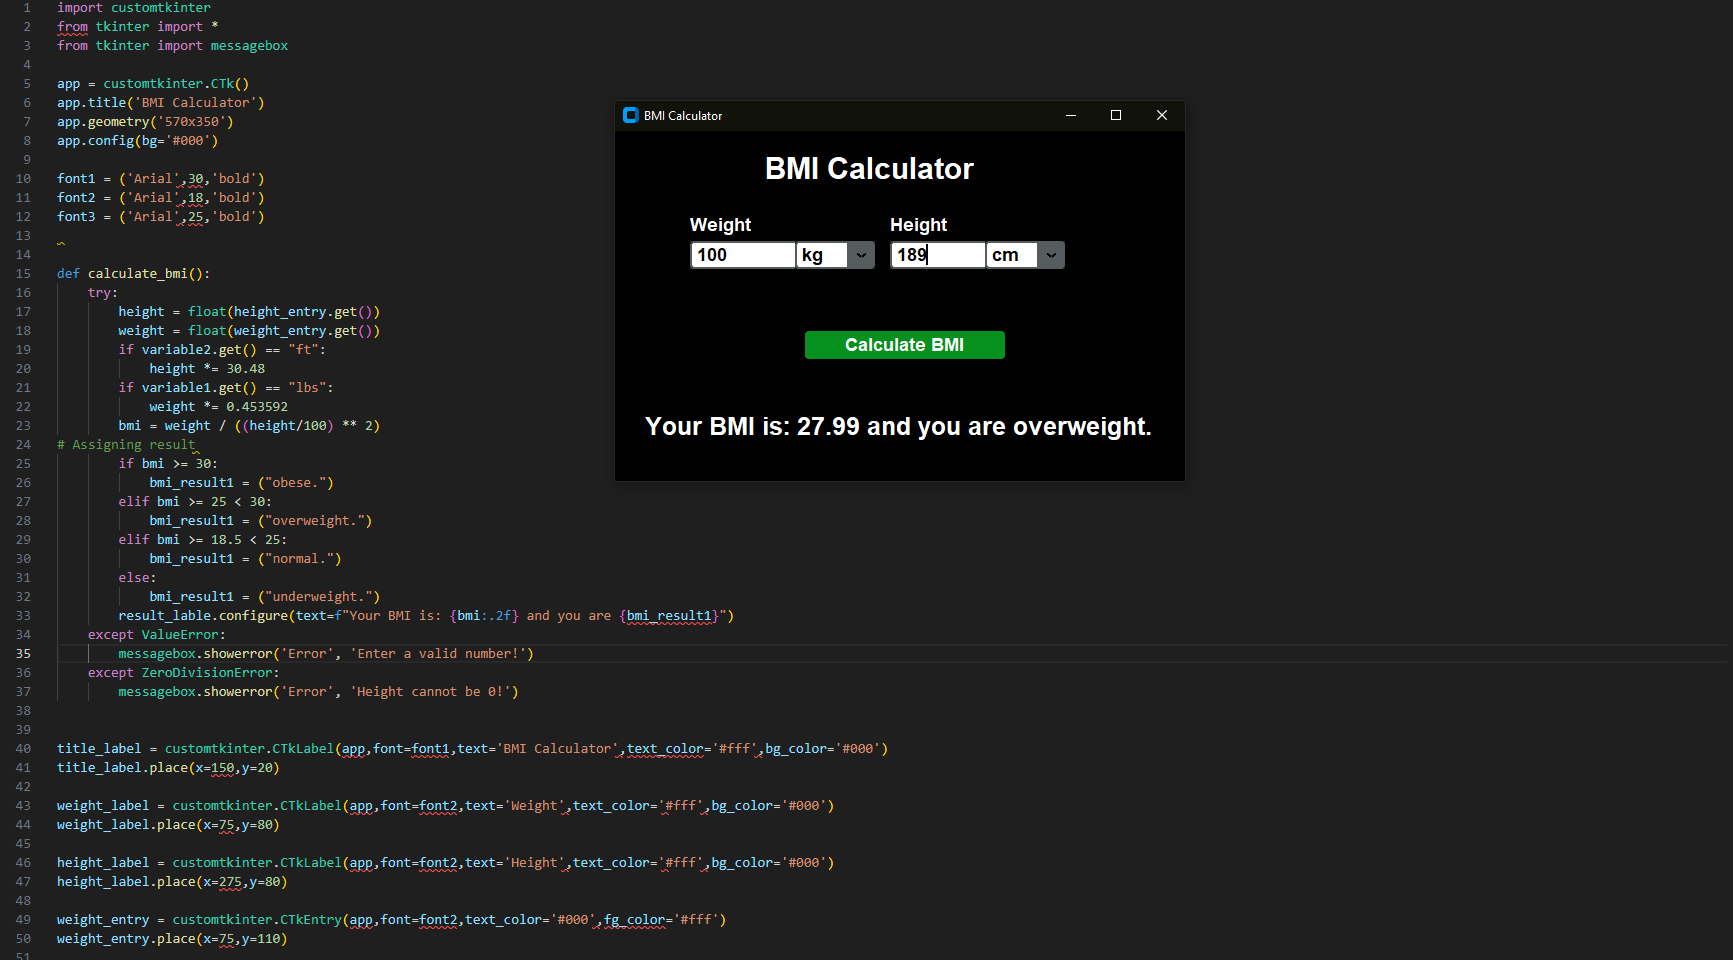 1 import customtkinter
2 from tkinter import *
3 from tkinter import messagebox
4
5 app = customtkinter.CTk()
6 app.title('BMI Calculator')
7 app.geometry('570x350')
8 app.config(bg='#000')
9
10 font1 = ('Arial',30,'bold')
11 font2 = ('Arial',18,'bold')
12 font3 = ('Arial',25,'bold')
13
14
15 def calculate_bmi():
16 try:
17 height = float(height_entry.get())
18 weight = float(weight_entry.get())
19 if variable2.get() == "ft":
20 height *= 30.48
21 if variable1.get() == "lbs":
22 weight *= 0.453592
23 bmi = weight / ((height/100) ** 2)
24 # Assigning result
25 if bmi >= 30:
26 bmi_result1 = ("obese.")
27 elif bmi >= 25 < 30:
28 bmi_result1 = ("overweight.")
29 elif bmi >= 18.5 < 25:
30 bmi_result1 = ("normal.")
31 else:
32 bmi_result1 = ("underweight.")
33 result_lable.configure(text=f"Your BMI is: {bmi:.2f} and you are {bmi_result1}")
34 except ValueError:
35 messagebox.showerror('Error', 'Enter a valid number!')
36 except ZeroDivisionError:
37 messagebox.showerror('Error', 'Height cannot be 0!')
38
39
40 title_label = customtkinter.CTkLabel(app,font=font1,text='BMI Calculator',text_color='#fff',bg_color='#000')
41 title_label.place(x=150,y=20)
42
43 weight_label = customtkinter.CTkLabel(app,font=font2,text='Weight',text_color='#fff',bg_color='#000')
44 weight_label.place(x=75,y=80)
45
46 height_label = customtkinter.CTkLabel(app,font=font2,text='Height',text_color='#fff',bg_color='#000')
47 height_label.place(x=275,y=80)
48
49 weight_entry = customtkinter.CTkEntry(app,font=font2,text_color='#000',fg_color='#fff')
50 weight_entry.place(x=75,y=110)
51
BMI Calculator
BMI Calculator
Weight Height
100 kg 189 cm
Calculate BMI
Your BMI is: 27.99 and you are overweight.